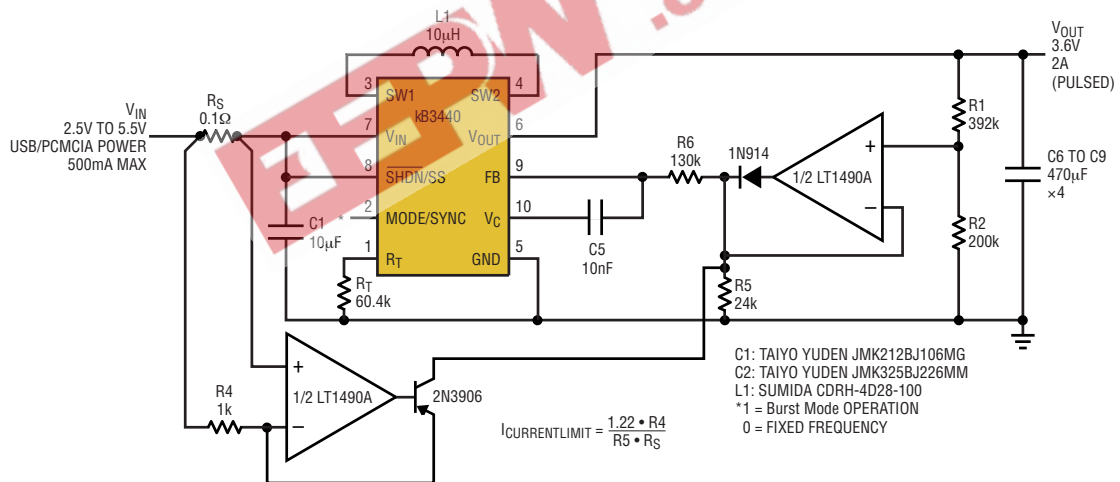 L1
10µH
3
4
SW1
SW2
kB3440
VIN
2.5V TO 5.5V
USB/PCMCIA POWER
500mA MAX
RS
0.1Ω
7
VIN
VOUT
6
8
SHDN/SS
FB
9
2
MODE/SYNC
VC
10
1
RT
GND
5
*
C1
10µF
RT
60.4k
R6
130k
1N914
C5
10nF
+
1/2 LT1490A
–
R5
24k
VOUT
3.6V
2A
(PULSED)
R1
392k
R2
200k
C6 TO C9
470µF
×4
R4
1k
+
1/2 LT1490A
–
2N3906
ICURRENTLIMIT = 1.22 • R4
R5 • RS
C1: TAIYO YUDEN JMK212BJ106MG
C2: TAIYO YUDEN JMK325BJ226MM
L1: SUMIDA CDRH-4D28-100
*1 = Burst Mode OPERATION
0 = FIXED FREQUENCY